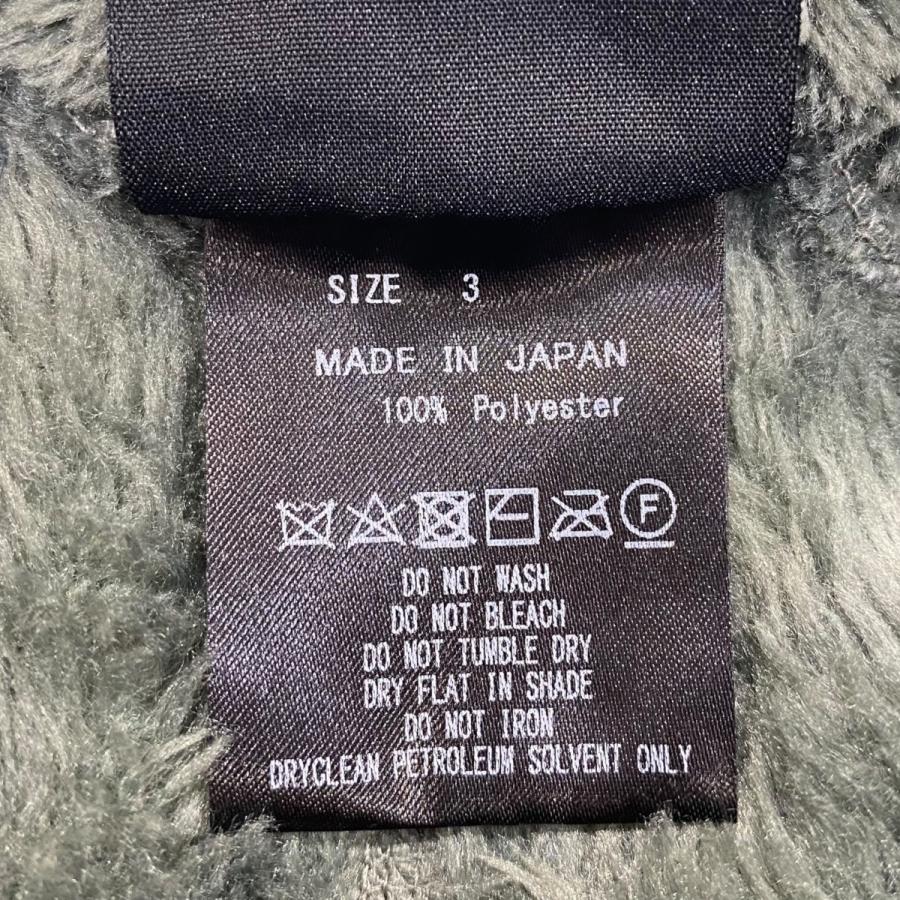 SIZE 3
MADE IN JAPAN
100% Polyester
F
DO NOT WASH
DO NOT BLEACH
DO NOT TUMBLE DRY
DRY FLAT IN SHADE
DO NOT IRON
DRYCLEAN PETROLEUM SOLVENT ONLY